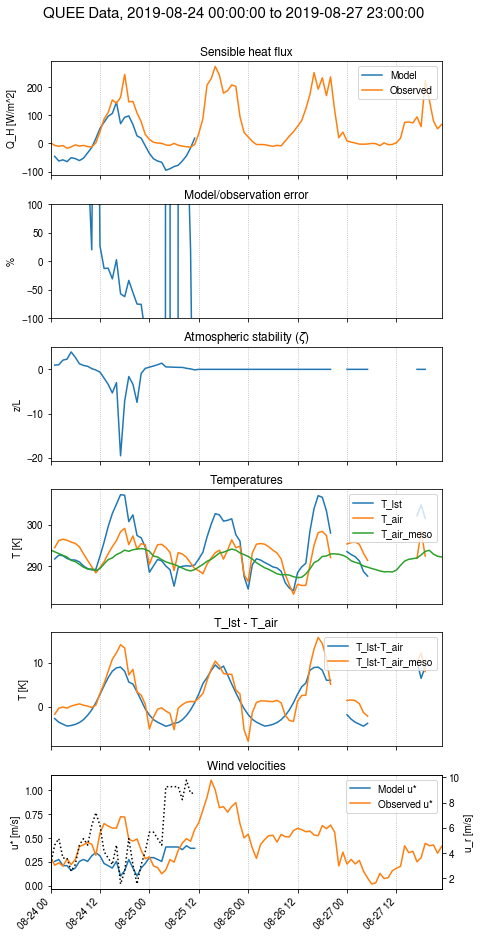 QUEE Data, 2019-08-24 00:00:00 to 2019-08-27 23:00:00
Sensible heat flux
Q_H [W/m^2]
200
100
0
−100
Model
Observed
Model/observation error
%
100
50
0
−50
−100
Atmospheric stability (ζ)
z/L
0
−10
−20
Temperatures
T [K]
300
290
T_lst
T_air
T_air_meso
T_lst - T_air
T [K]
10
0
T_lst-T_air
T_lst-T_air_meso
Wind velocities
u* [m/s]
1.00
0.75
0.50
0.25
0.00
Model u*
Observed u*
10
8
6
4
2
u_r [m/s]
08-24 00
08-24 12
08-25 00
08-25 12
08-26 00
08-26 12
08-27 00
08-27 12